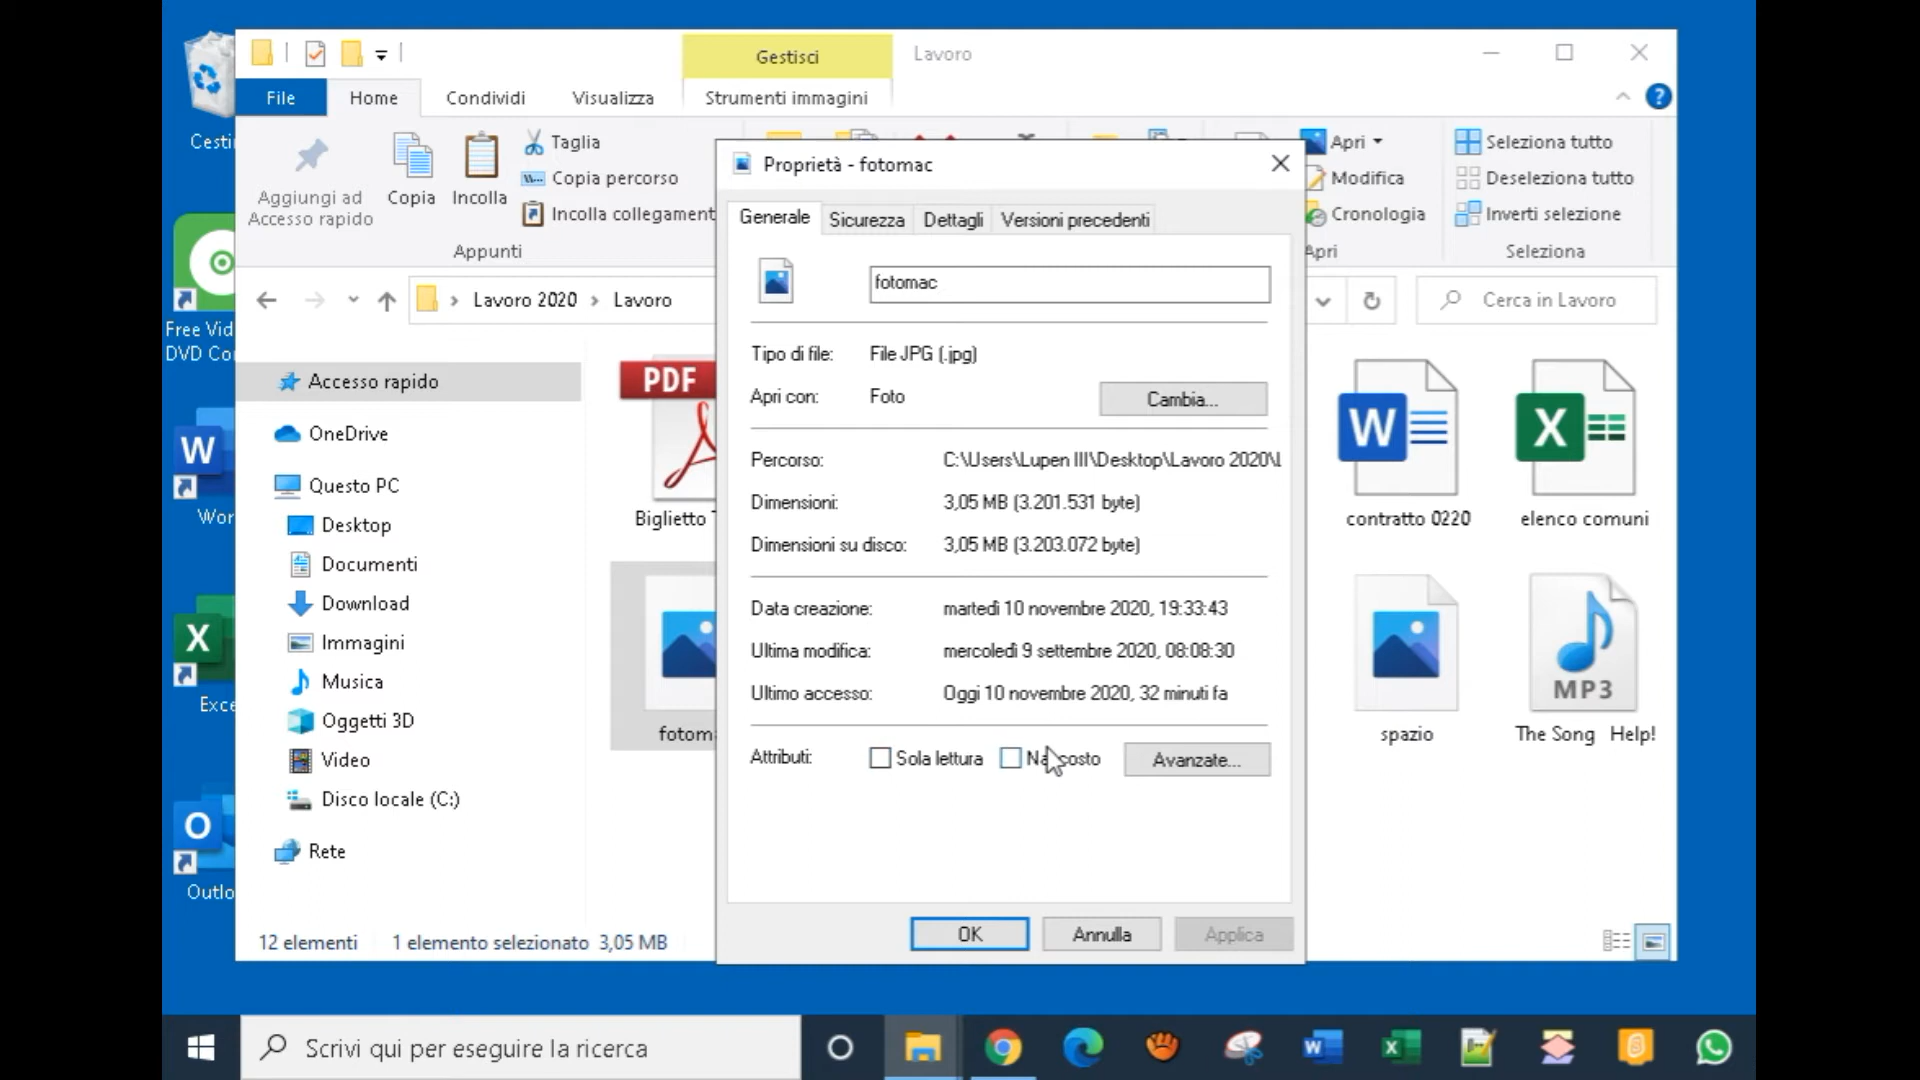 Gestisci
Lavoro
File
Home
Condividi
Visualizza
Strumenti immagini
?
Aggiungi ad
Accesso rapido
Copia
Incolla
Taglia
Copia percorso
Incolla collegament
Appunti
Apri
Modifica
Cronologia
Apri
Seleziona tutto
Deseleziona tutto
Inverti selezione
Seleziona
Lavoro 2020
Lavoro
Cerca in Lavoro
Accesso rapido
OneDrive
Questo PC
Desktop
Documenti
Download
Immagini
Musica
Oggetti 3D
Video
Disco locale (C:)
Rete
12 elementi
1 elemento selezionato 3,05 MB
Cesti
Free Vid
DVD Co
W
Wor
X
Exce
O
Outlo
PDF
Biglietto
fotom
Proprietà - fotomac
Generale
Sicurezza
Dettagli
Versioni precedenti
fotomac
Tipo di file: File JPG (.jpg)
Apri con: Foto
Cambia...
Percorso: C:\Users\Lupen III\Desktop\Lavoro 2020\L
Dimensioni: 3,05 MB (3.201.531 byte)
Dimensioni su disco: 3,05 MB (3.203.072 byte)
Data creazione: martedì 10 novembre 2020, 19:33:43
Ultima modifica: mercoledì 9 settembre 2020, 08:08:30
Ultimo accesso: Oggi 10 novembre 2020, 32 minuti fa
Attributi: Sola lettura Nascosto Avanzate...
OK
Annulla
Applica
W
contratto 0220
X
elenco comuni
spazio
MP3
The Song Help!
Scrivi qui per eseguire la ricerca